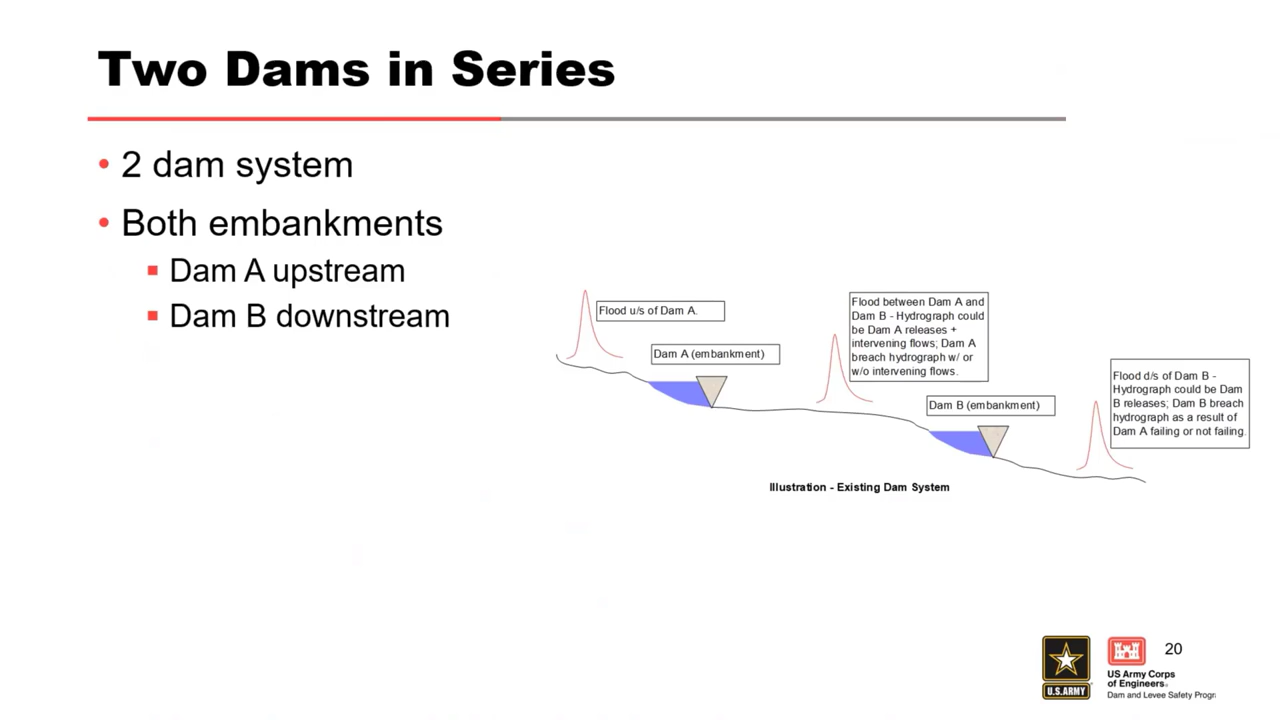 Two Dams in Series
• 2 dam system
• Both embankments
▪ Dam A upstream
▪ Dam B downstream
Flood u/s of Dam A.
Dam A (embankment)
Flood between Dam A and
Dam B - Hydrograph could
be Dam A releases +
intervening flows; Dam A
breach hydrograph w/ or
w/o intervening flows.
Dam B (embankment)
Flood d/s of Dam B -
Hydrograph could be Dam
B releases; Dam B breach
hydrograph as a result of
Dam A failing or not failing.
Illustration - Existing Dam System
U.S.ARMY
US Army Corps
of Engineers®
Dam and Levee Safety Progr
20